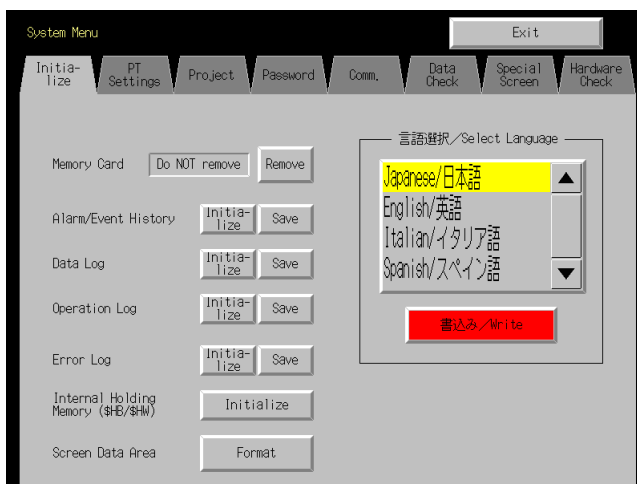 System Menu
Exit
Initia-
lize
PT
Settings
Project
Password
Comm.
Data
Check
Special
Screen
Hardware
Check
Memory Card
Do NOT remove
Remove
Alarm/Event History
Initia-
lize
Save
Data Log
Initia-
lize
Save
Operation Log
Initia-
lize
Save
Error Log
Initia-
lize
Save
Internal Holding
Memory ($HB/$HW)
Initialize
Screen Data Area
Format
言語選択/Select Language
Japanese/日本語
English/英語
Italian/イタリア語
Spanish/スペイン語
書込み/Write